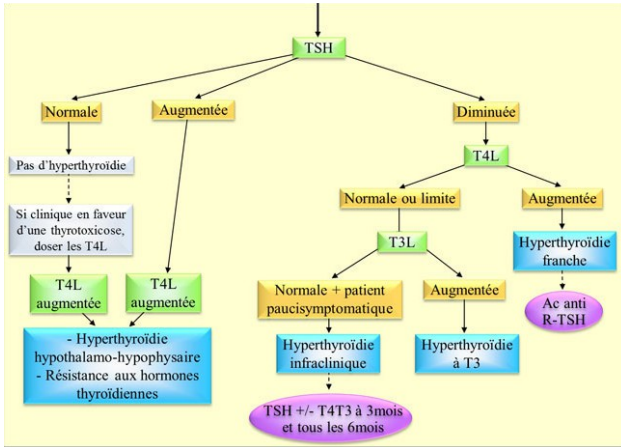 TSH
Normale
Augmentée
Diminuée
Pas d'hyperthyroïdie
T4L
Si clinique en faveur
d'une thyrotoxicose,
doser les T4L
Normale ou limite
Augmentée
T3L
Hyperthyroïdie
franche
T4L
augmentée
T4L
augmentée
Normale + patient
paucisymptomatique
Augmentée
Ac anti
R-TSH
- Hyperthyroïdie
hypothalamo-hypophysaire
- Résistance aux hormones
thyroïdiennes
Hyperthyroïdie
infraclinique
Hyperthyroïdie
à T3
TSH +/- T4T3 à 3mois
et tous les 6mois